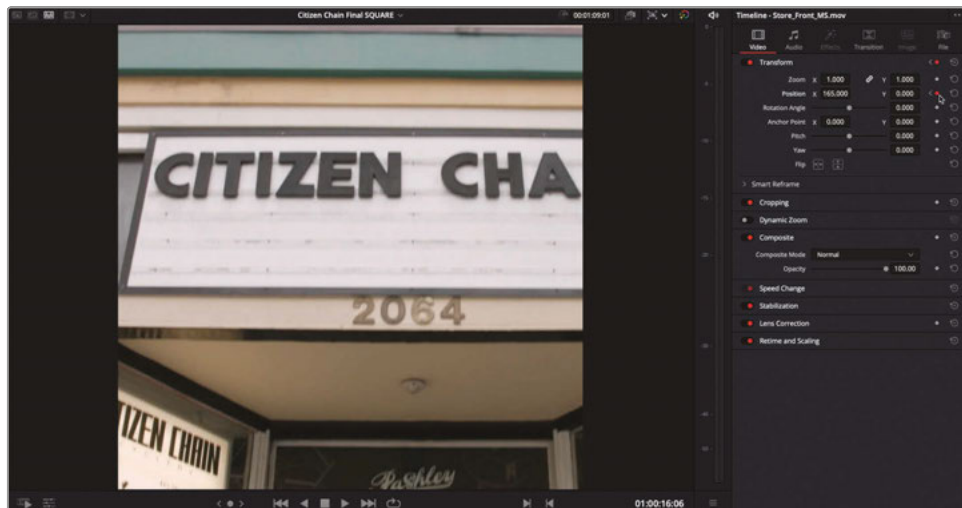 Citizen Chain Final SQUARE
00:01:09:01
Timeline - Store_Front_MS.mov
Video Audio Effects Transition Image File
Transform
Zoom X 1.000 Y 1.000
Position X 165.000 Y 0.000
Rotation Angle 0.000
Anchor Point X 0.000 Y 0.000
Pitch 0.000
Yaw 0.000
Flip
Smart Reframe
Cropping
Dynamic Zoom
Composite
Composite Mode Normal
Opacity 100.00
Speed Change
Stabilization
Lens Correction
Retime and Scaling
CITIZEN CHA
2064
IZEN CHAIN
Pashley
01:00:16:06